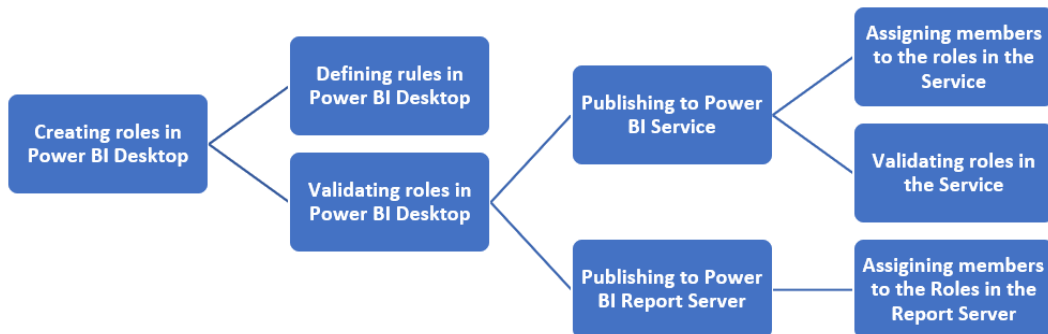 Creating roles in
Power BI Desktop
Defining rules in
Power BI Desktop
Validating roles in
Power BI Desktop
Publishing to Power
BI Service
Publishing to Power
BI Report Server
Assigning members
to the roles in the
Service
Validating roles in
the Service
Assigining members
to the Roles in the
Report Server